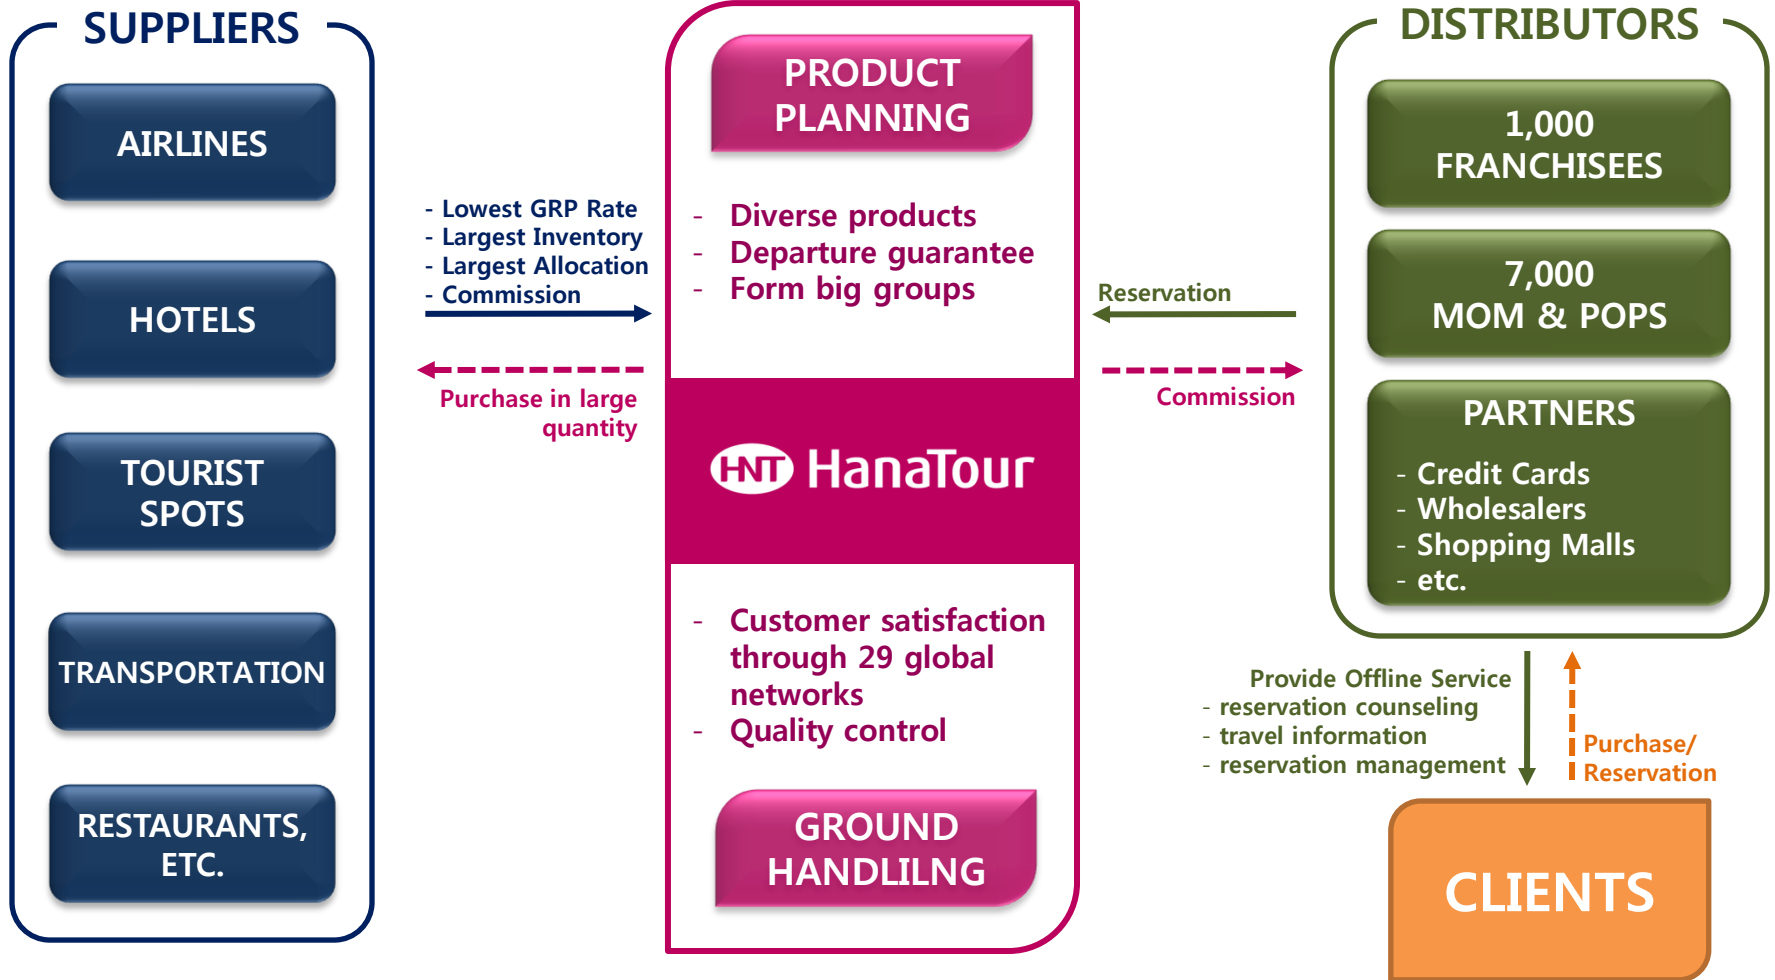 SUPPLIERS
AIRLINES
HOTELS
TOURIST
SPOTS
TRANSPORTATION
RESTAURANTS,
ETC.
- Lowest GRP Rate
- Largest Inventory
- Largest Allocation
- Commission
Purchase in large
quantity
PRODUCT
PLANNING
- Diverse products
- Departure guarantee
- Form big groups
HNT HanaTour
- Customer satisfaction
through 29 global
networks
- Quality control
GROUND
HANDLILNG
Reservation
Commission
DISTRIBUTORS
1,000
FRANCHISEES
7,000
MOM & POPS
PARTNERS
- Credit Cards
- Wholesalers
- Shopping Malls
- etc.
Provide Offline Service
- reservation counseling
- travel information
- reservation management
Purchase/
Reservation
CLIENTS